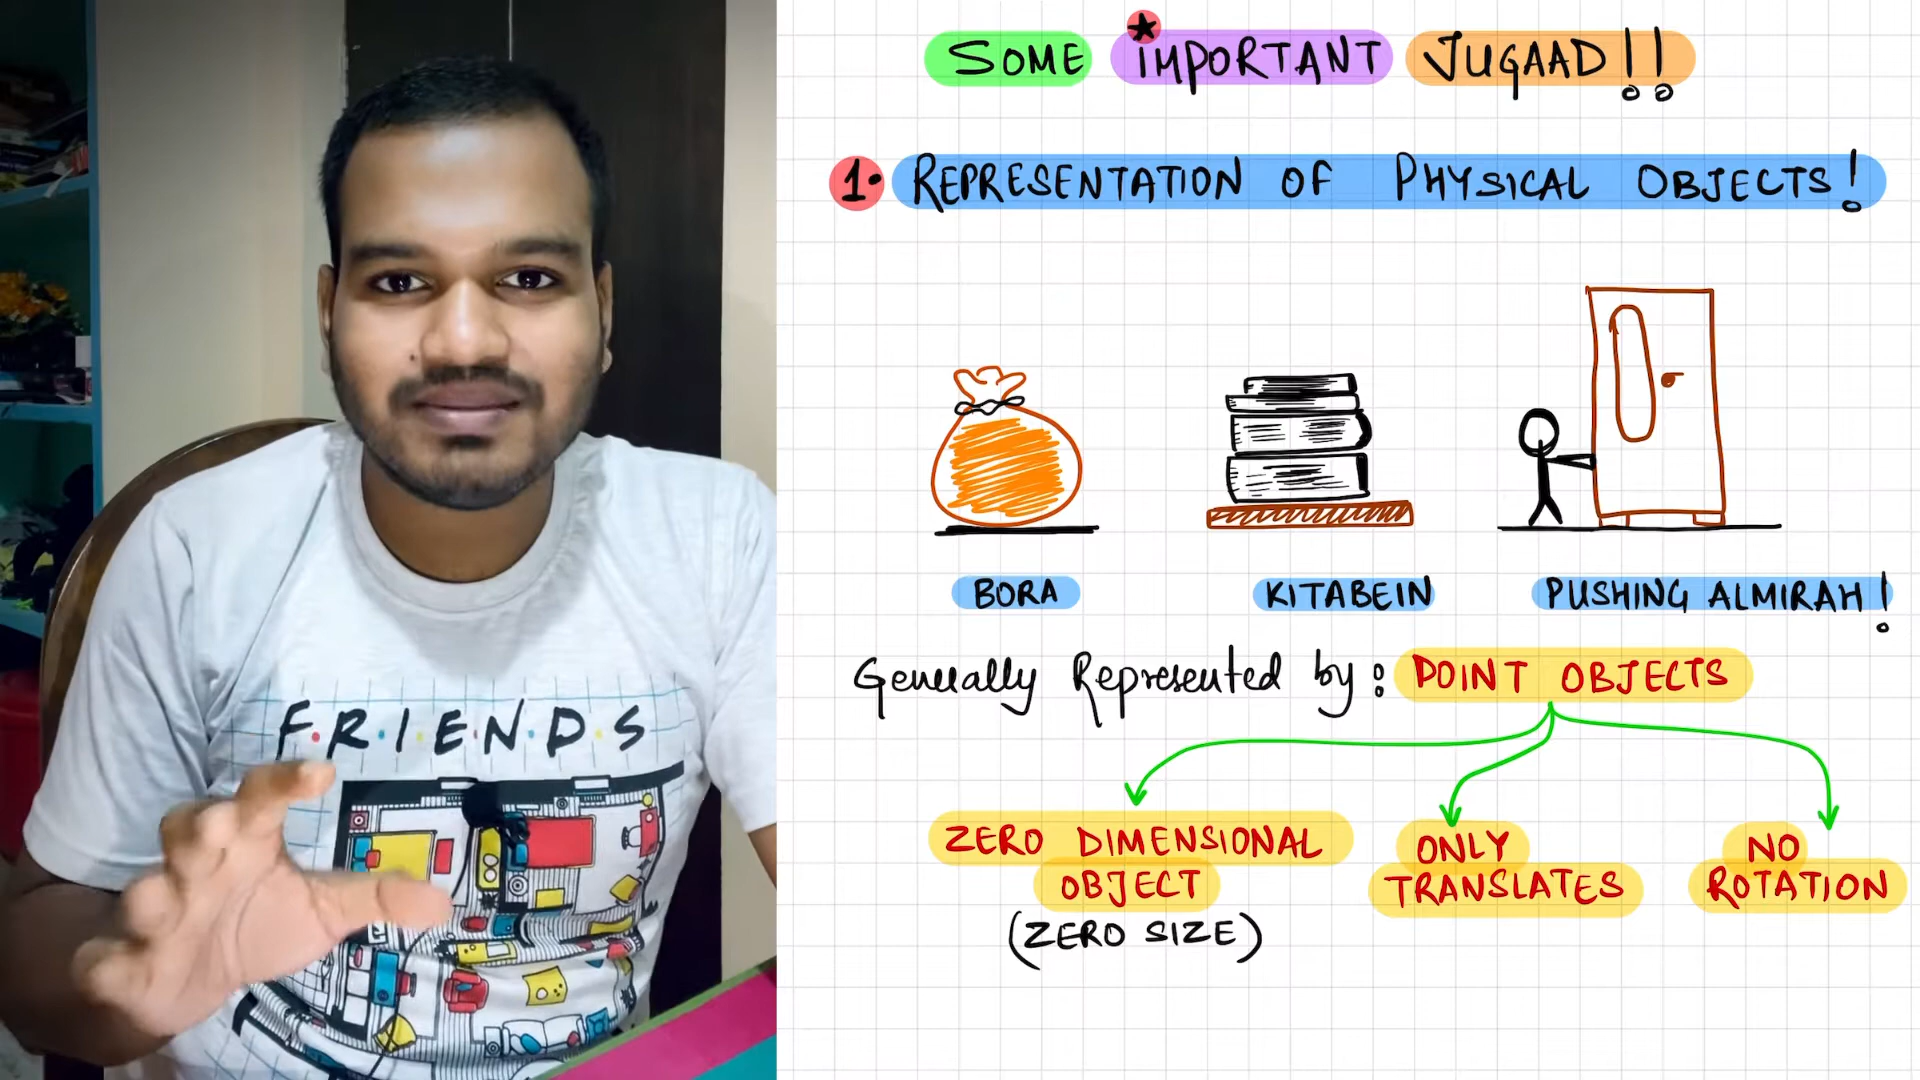 SOME IMPORTANT JUGAAD!!
1. REPRESENTATION OF PHYSICAL OBJECTS!
BORA KITABEIN PUSHING ALMIRAH!
Generally Represented by: POINT OBJECTS
ZERO DIMENSIONAL OBJECT
(ZERO SIZE)
ONLY TRANSLATES
NO ROTATION
F.R.I.E.N.D.S